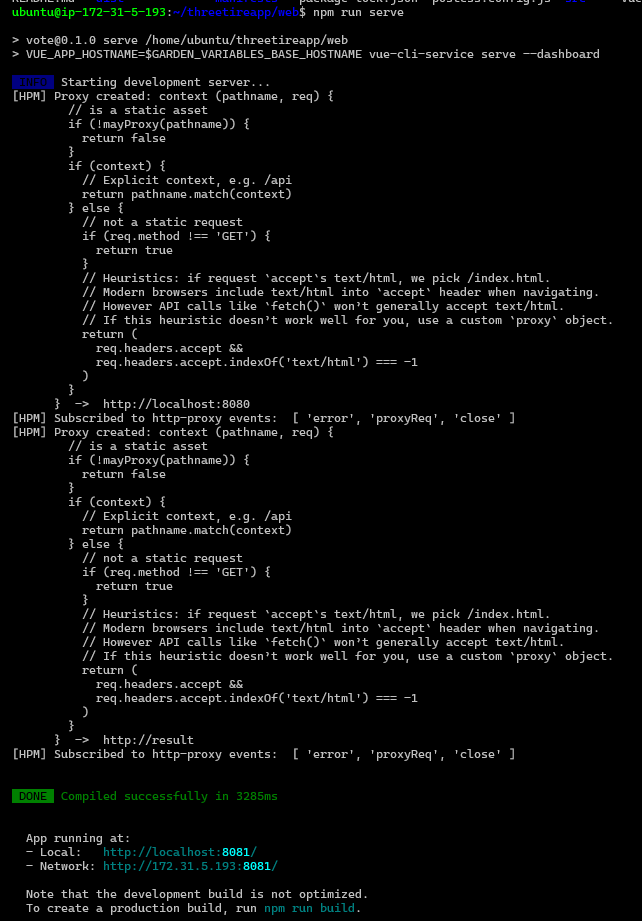 ubuntu@ip-172-31-5-193:~/threetireapp/web$ npm run serve
> vote@0.1.0 serve /home/ubuntu/threetireapp/web
> VUE_APP_HOSTNAME=$GARDEN_VARIABLES_BASE_HOSTNAME vue-cli-service serve --dashboard
INFO Starting development server...
[HPM] Proxy created: context (pathname, req) {
// is a static asset
if (!mayProxy(pathname)) {
return false
}
if (context) {
// Explicit context, e.g. /api
return pathname.match(context)
} else {
// not a static request
if (req.method !== 'GET') {
return true
}
// Heuristics: if request `accept`s text/html, we pick /index.html.
// Modern browsers include text/html into `accept` header when navigating.
// However API calls like `fetch()` won't generally accept text/html.
// If this heuristic doesn't work well for you, use a custom `proxy` object.
return (
req.headers.accept &&
req.headers.accept.indexOf('text/html') === -1
)
}
} -> http://localhost:8080
[HPM] Subscribed to http-proxy events: [ 'error', 'proxyReq', 'close' ]
[HPM] Proxy created: context (pathname, req) {
// is a static asset
if (!mayProxy(pathname)) {
return false
}
if (context) {
// Explicit context, e.g. /api
return pathname.match(context)
} else {
// not a static request
if (req.method !== 'GET') {
return true
}
// Heuristics: if request `accept`s text/html, we pick /index.html.
// Modern browsers include text/html into `accept` header when navigating.
// However API calls like `fetch()` won't generally accept text/html.
// If this heuristic doesn't work well for you, use a custom `proxy` object.
return (
req.headers.accept &&
req.headers.accept.indexOf('text/html') === -1
)
}
} -> http://result
[HPM] Subscribed to http-proxy events: [ 'error', 'proxyReq', 'close' ]
DONE Compiled successfully in 3285ms
App running at:
- Local: http://localhost:8081/
- Network: http://172.31.5.193:8081/
Note that the development build is not optimized.
To create a production build, run npm run build.